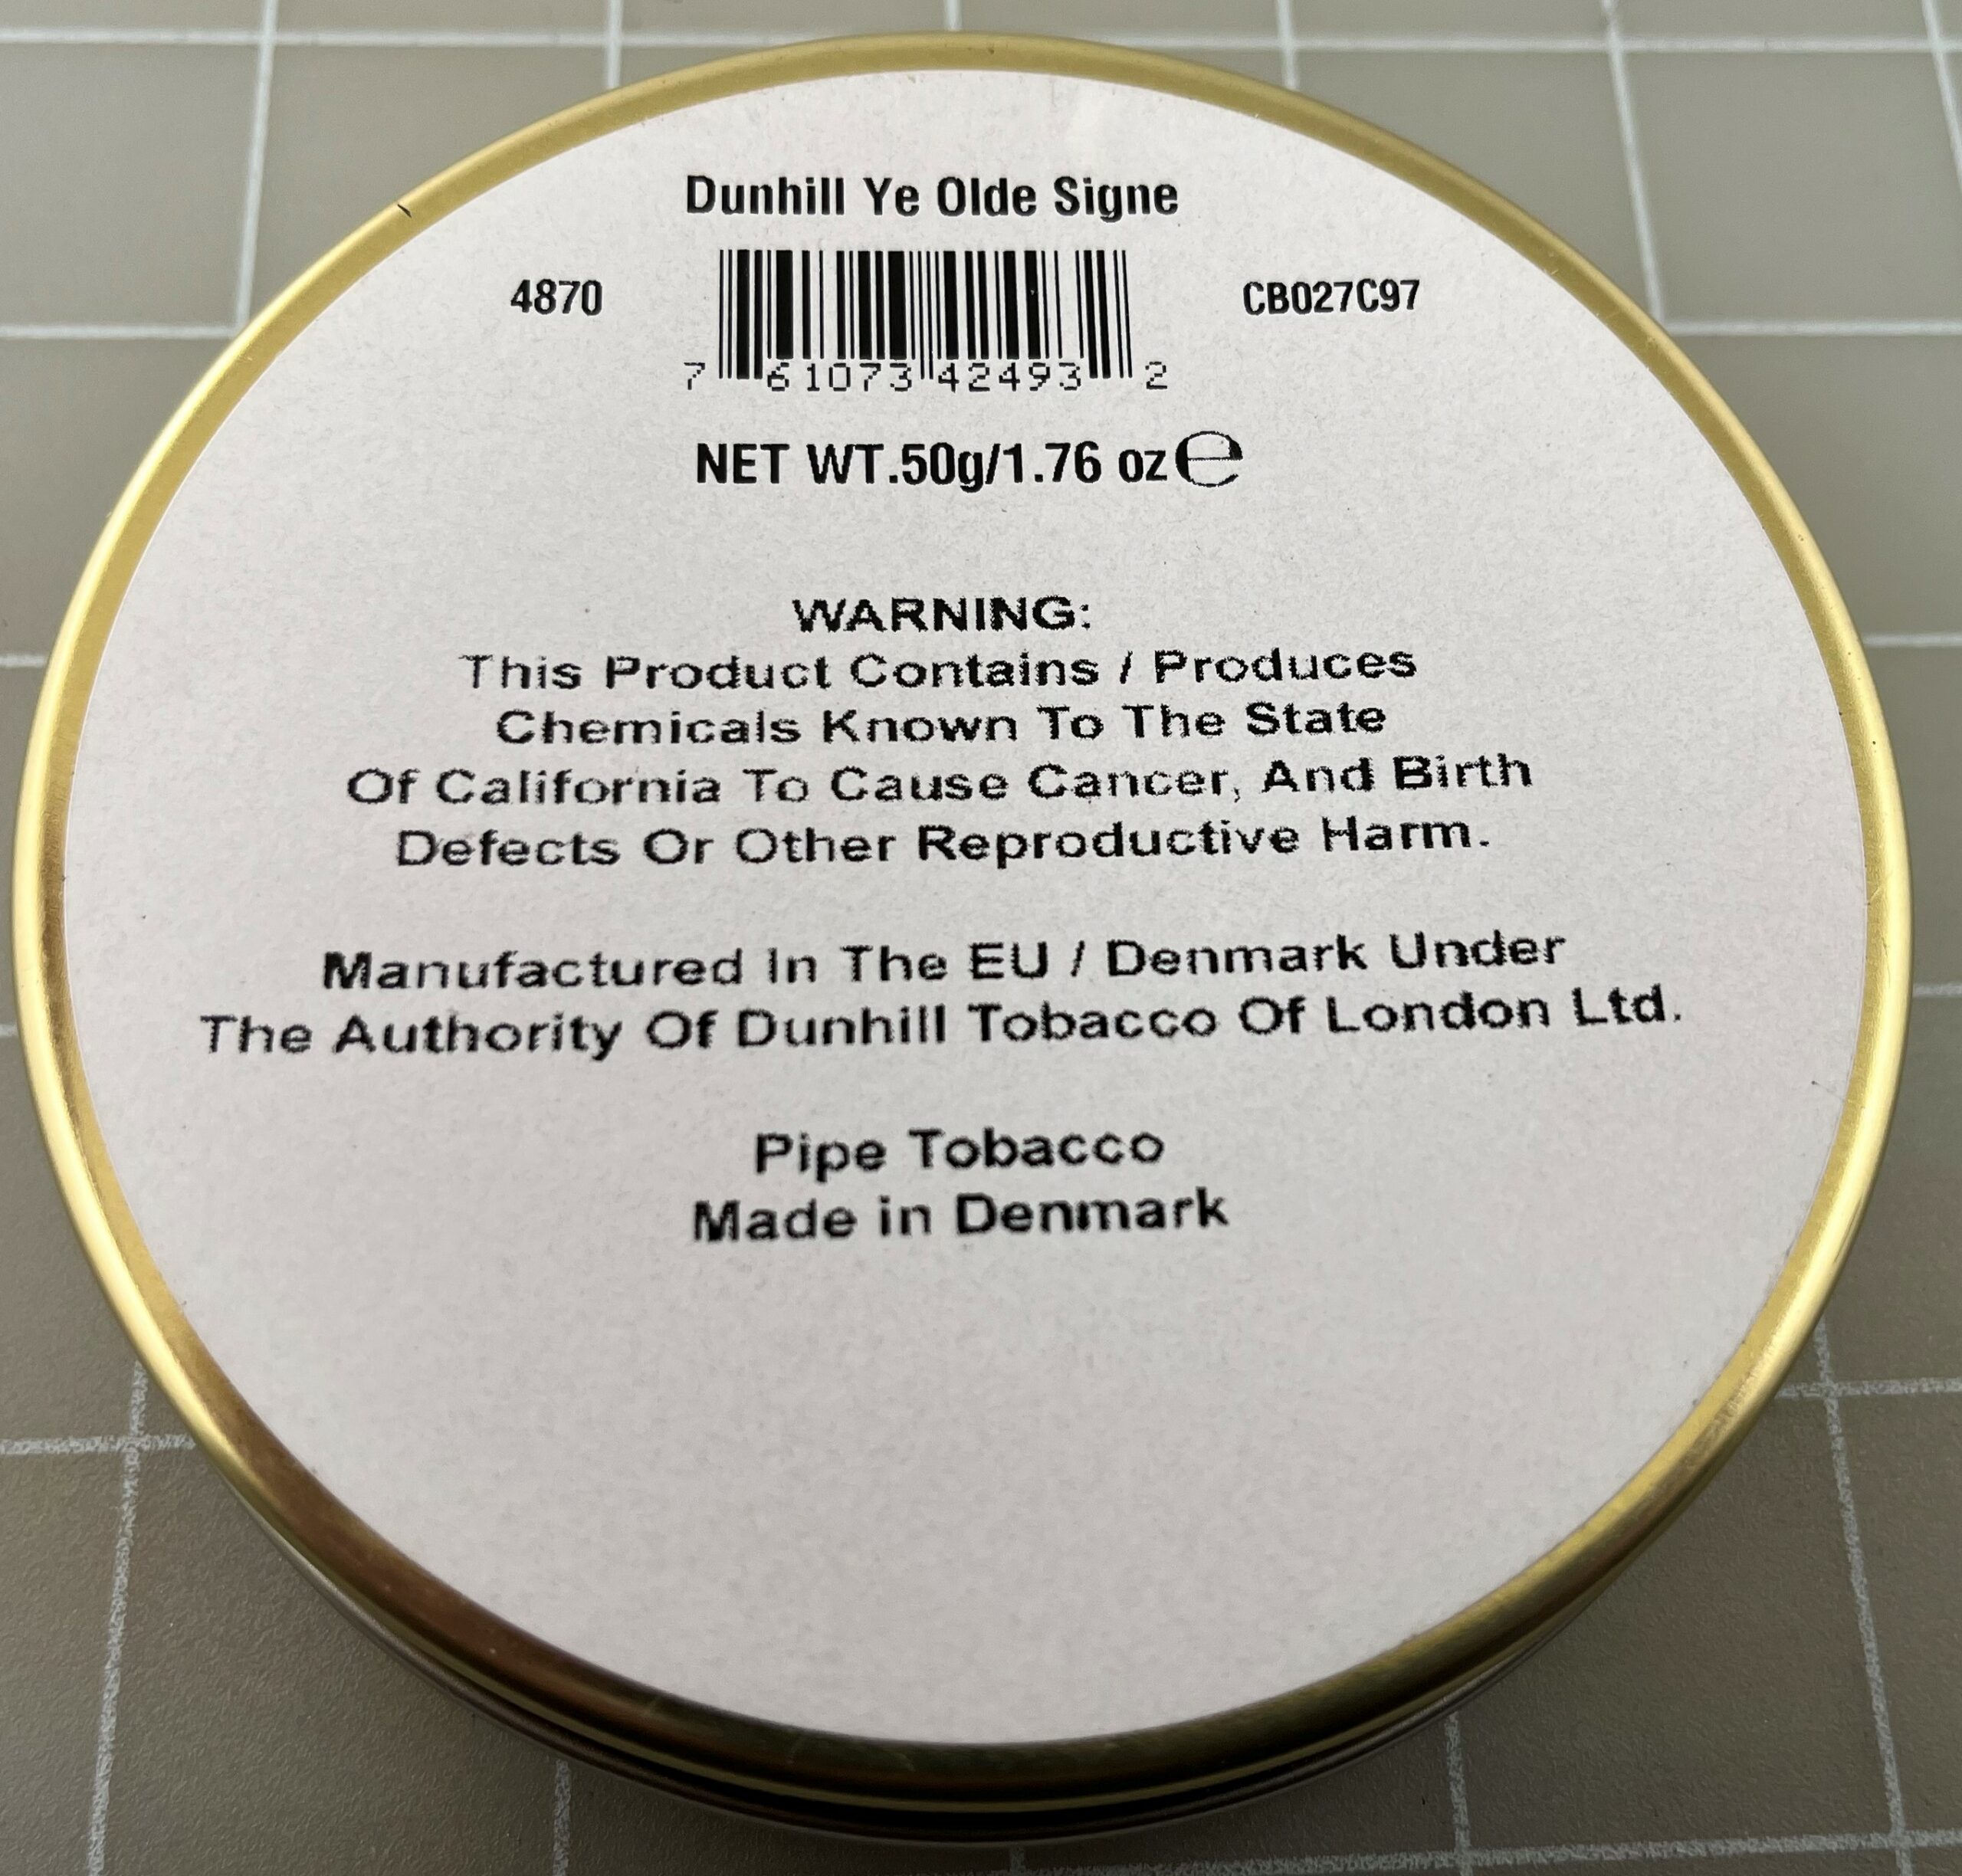 Dunhill Ye Olde Signe
4870
CB027C97
7 61073 42493 2
NET WT.50g/1.76 oz ℮
WARNING:
This Product Contains / Produces
Chemicals Known To The State
Of California To Cause Cancer, And Birth
Defects Or Other Reproductive Harm.
Manufactured In The EU / Denmark Under
The Authority Of Dunhill Tobacco Of London Ltd.
Pipe Tobacco
Made in Denmark